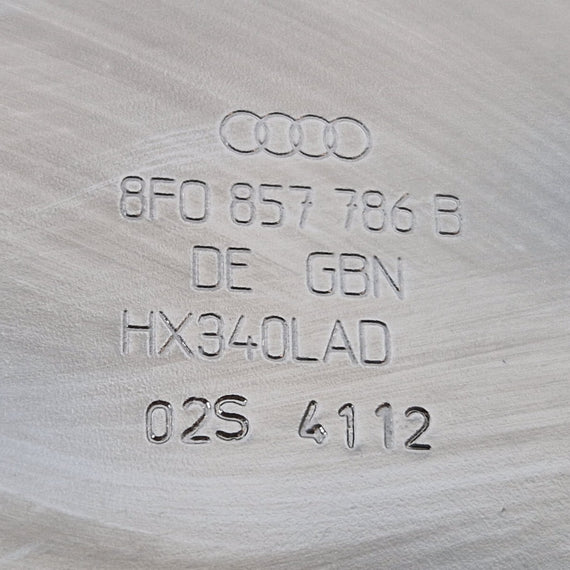 8F0 857 786 B
DE GBN
HX340LAD
02S 4112